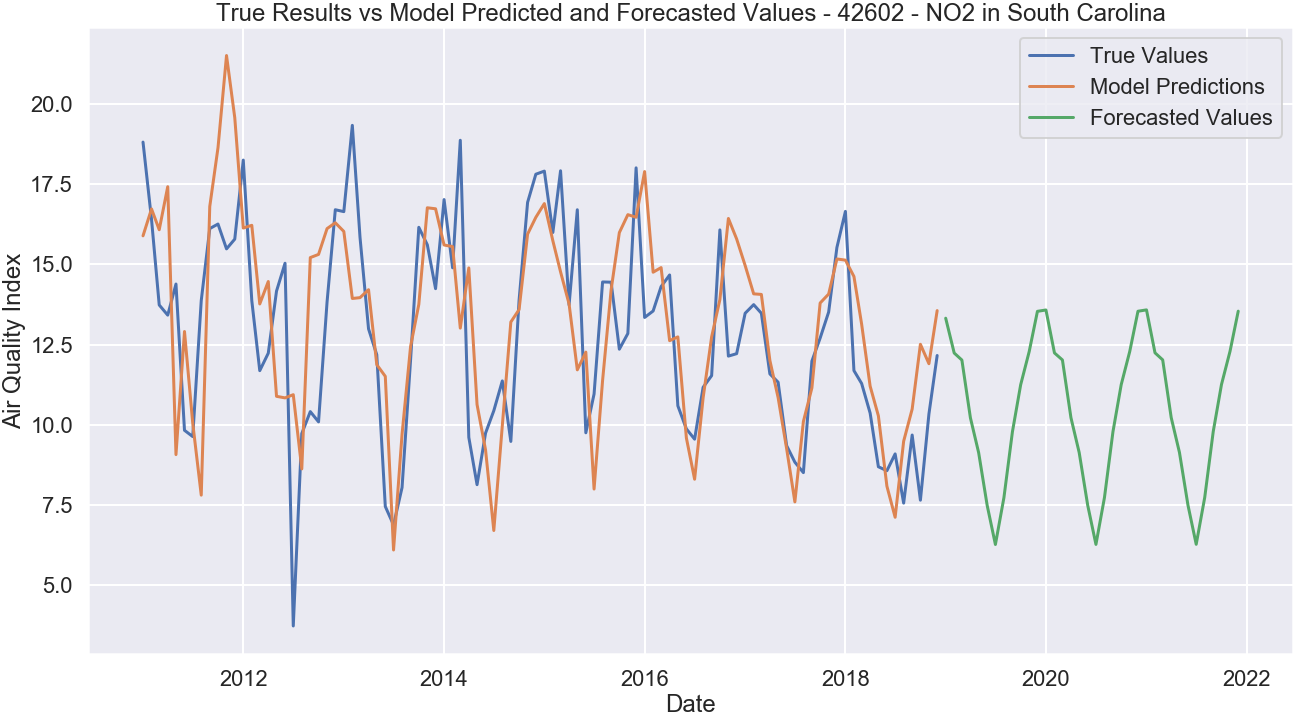 True Results vs Model Predicted and Forecasted Values - 42602 - NO2 in South Carolina
True Values
Model Predictions
Forecasted Values
Air Quality Index
20.0
17.5
15.0
12.5
10.0
7.5
5.0
2012 2014 2016 2018 2020 2022
Date